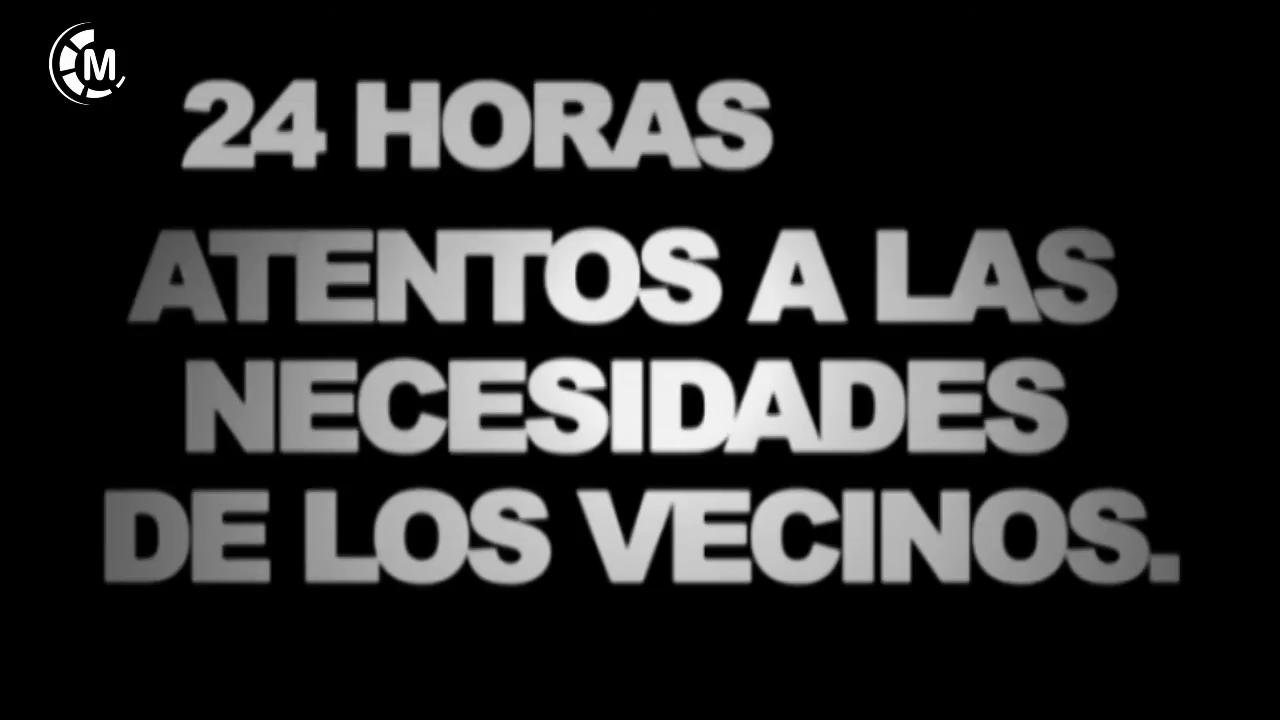 M
24 HORAS
ATENTOS A LAS
NECESIDADES
DE LOS VECINOS.